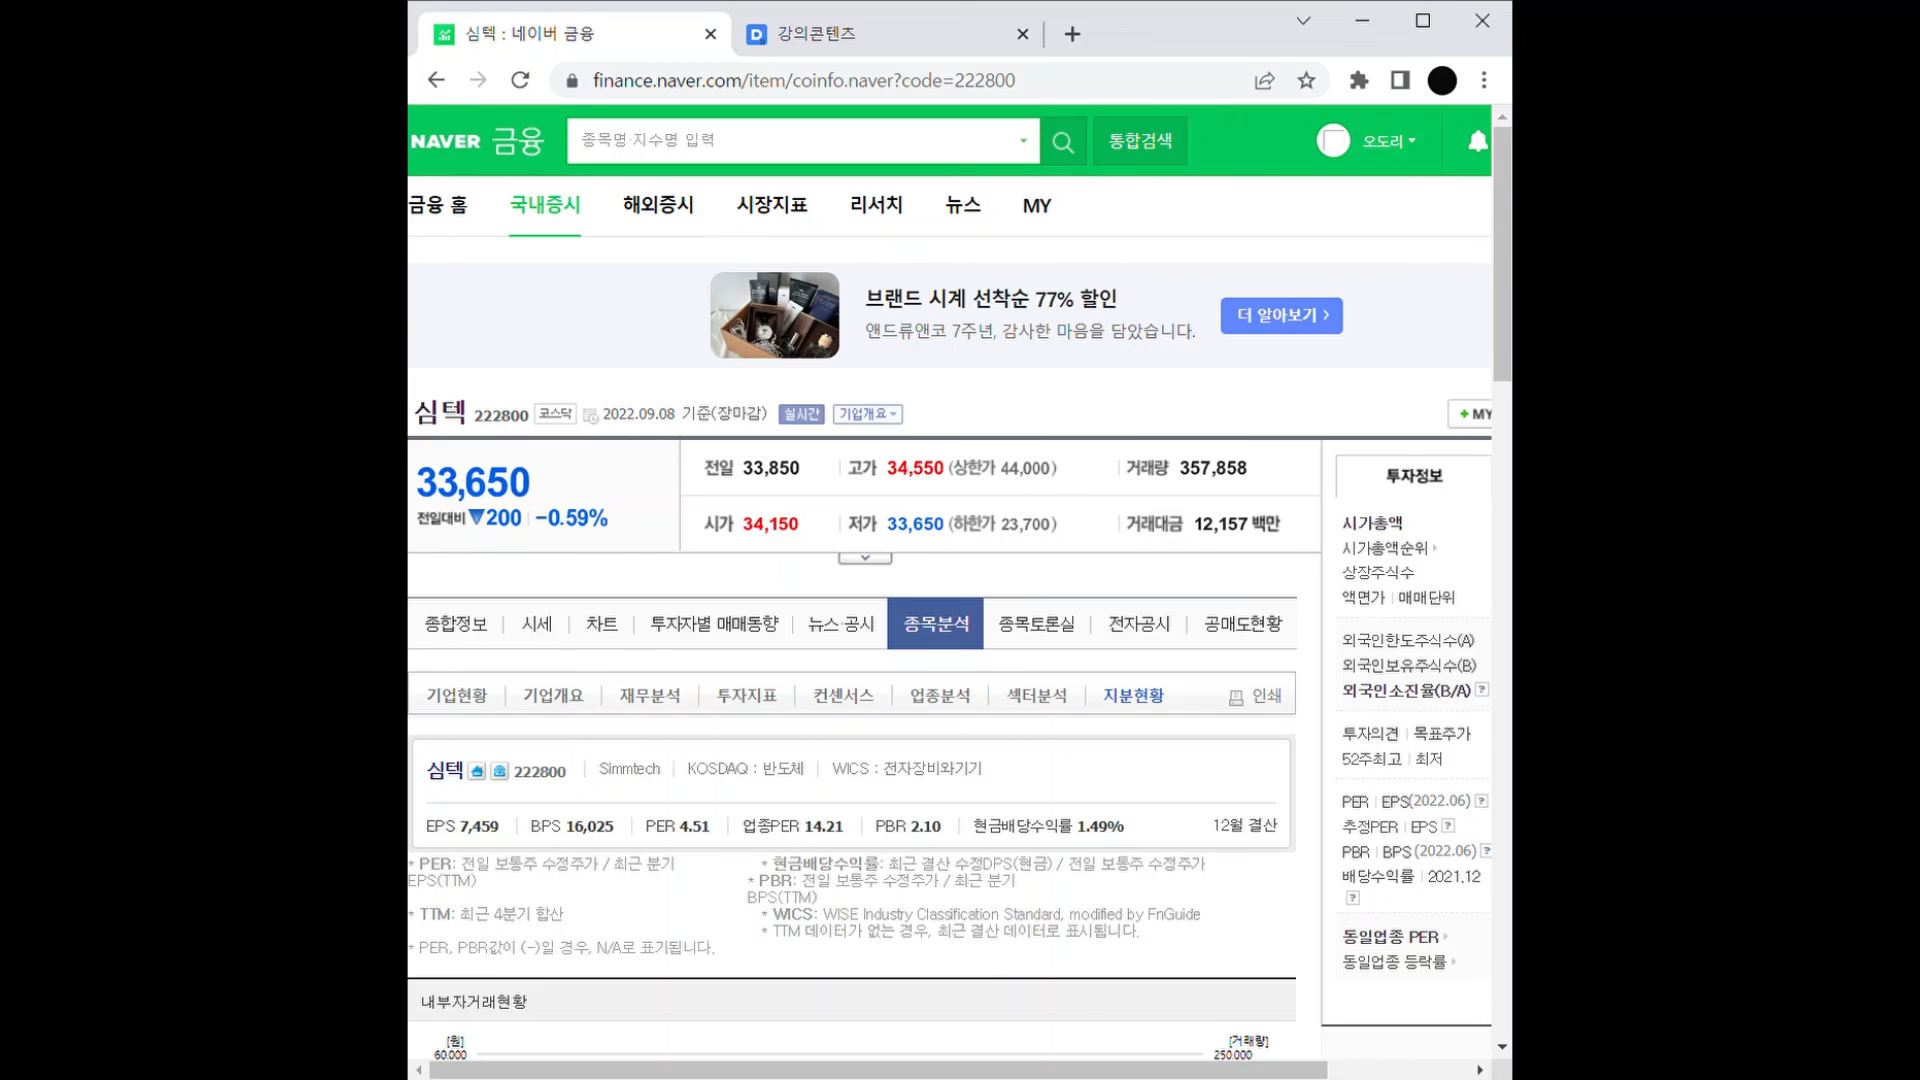 심텍 : 네이버 금융
강의콘텐츠
finance.naver.com/item/coinfo.naver?code=222800
NAVER 금융
종목명·지수명 입력
통합검색
오도리
금융 홈 국내증시 해외증시 시장지표 리서치 뉴스 MY
브랜드 시계 선착순 77% 할인
앤드류앤코 7주년, 감사한 마음을 담았습니다.
더 알아보기 >
심텍 222800 코스닥 2022.09.08 기준(장마감) 실시간 기업개요
+ MY
33,650
전일대비 ▼200 -0.59%
전일 33,850 고가 34,550 (상한가 44,000) 거래량 357,858
시가 34,150 저가 33,650 (하한가 23,700) 거래대금 12,157 백만
종합정보 시세 차트 투자자별 매매동향 뉴스·공시 종목분석 종목토론실 전자공시 공매도현황
기업현황 기업개요 재무분석 투자지표 컨센서스 업종분석 섹터분석 지분현황 인쇄
심텍 222800 Simmtech KOSDAQ : 반도체 WICS : 전자장비와기기
EPS 7,459 BPS 16,025 PER 4.51 업종PER 14.21 PBR 2.10 현금배당수익률 1.49% 12월 결산
* PER: 전일 보통주 수정주가 / 최근 분기
EPS(TTM)
* TTM: 최근 4분기 합산
* PER, PBR값이 (-)일 경우, N/A로 표기됩니다.
* 현금배당수익률: 최근 결산 수정DPS(현금) / 전일 보통주 수정주가
* PBR: 전일 보통주 수정주가 / 최근 분기
BPS(TTM)
* WICS: WISE Industry Classification Standard, modified by FnGuide
* TTM 데이터가 없는 경우, 최근 결산 데이터로 표시됩니다.
내부자거래현황
[원]
60,000
[거래량]
250,000
투자정보
시가총액
시가총액순위
상장주식수
액면가 매매단위
외국인한도주식수(A)
외국인보유주식수(B)
외국인소진율(B/A) ?
투자의견 목표주가
52주최고 최저
PER EPS(2022.06) ?
추정PER EPS ?
PBR BPS (2022.06) ?
배당수익률 2021.12
?
동일업종 PER
동일업종 등락률